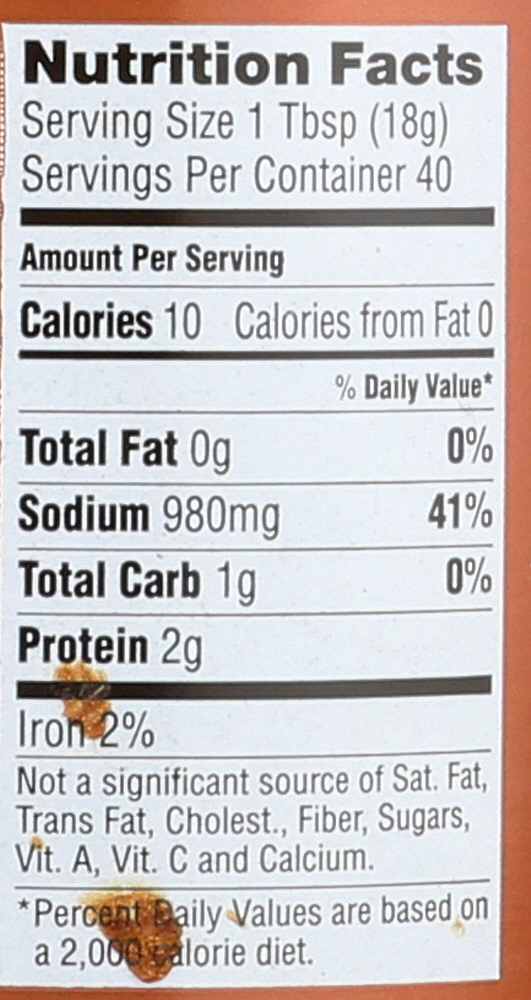 Nutrition Facts
Serving Size 1 Tbsp (18g)
Servings Per Container 40
Amount Per Serving
Calories 10 Calories from Fat 0
% Daily Value*
Total Fat 0g 0%
Sodium 980mg 41%
Total Carb 1g 0%
Protein 2g
Iron 2%
Not a significant source of Sat. Fat,
Trans Fat, Cholest., Fiber, Sugars,
Vit. A, Vit. C and Calcium.
*Percent Daily Values are based on
a 2,000 calorie diet.